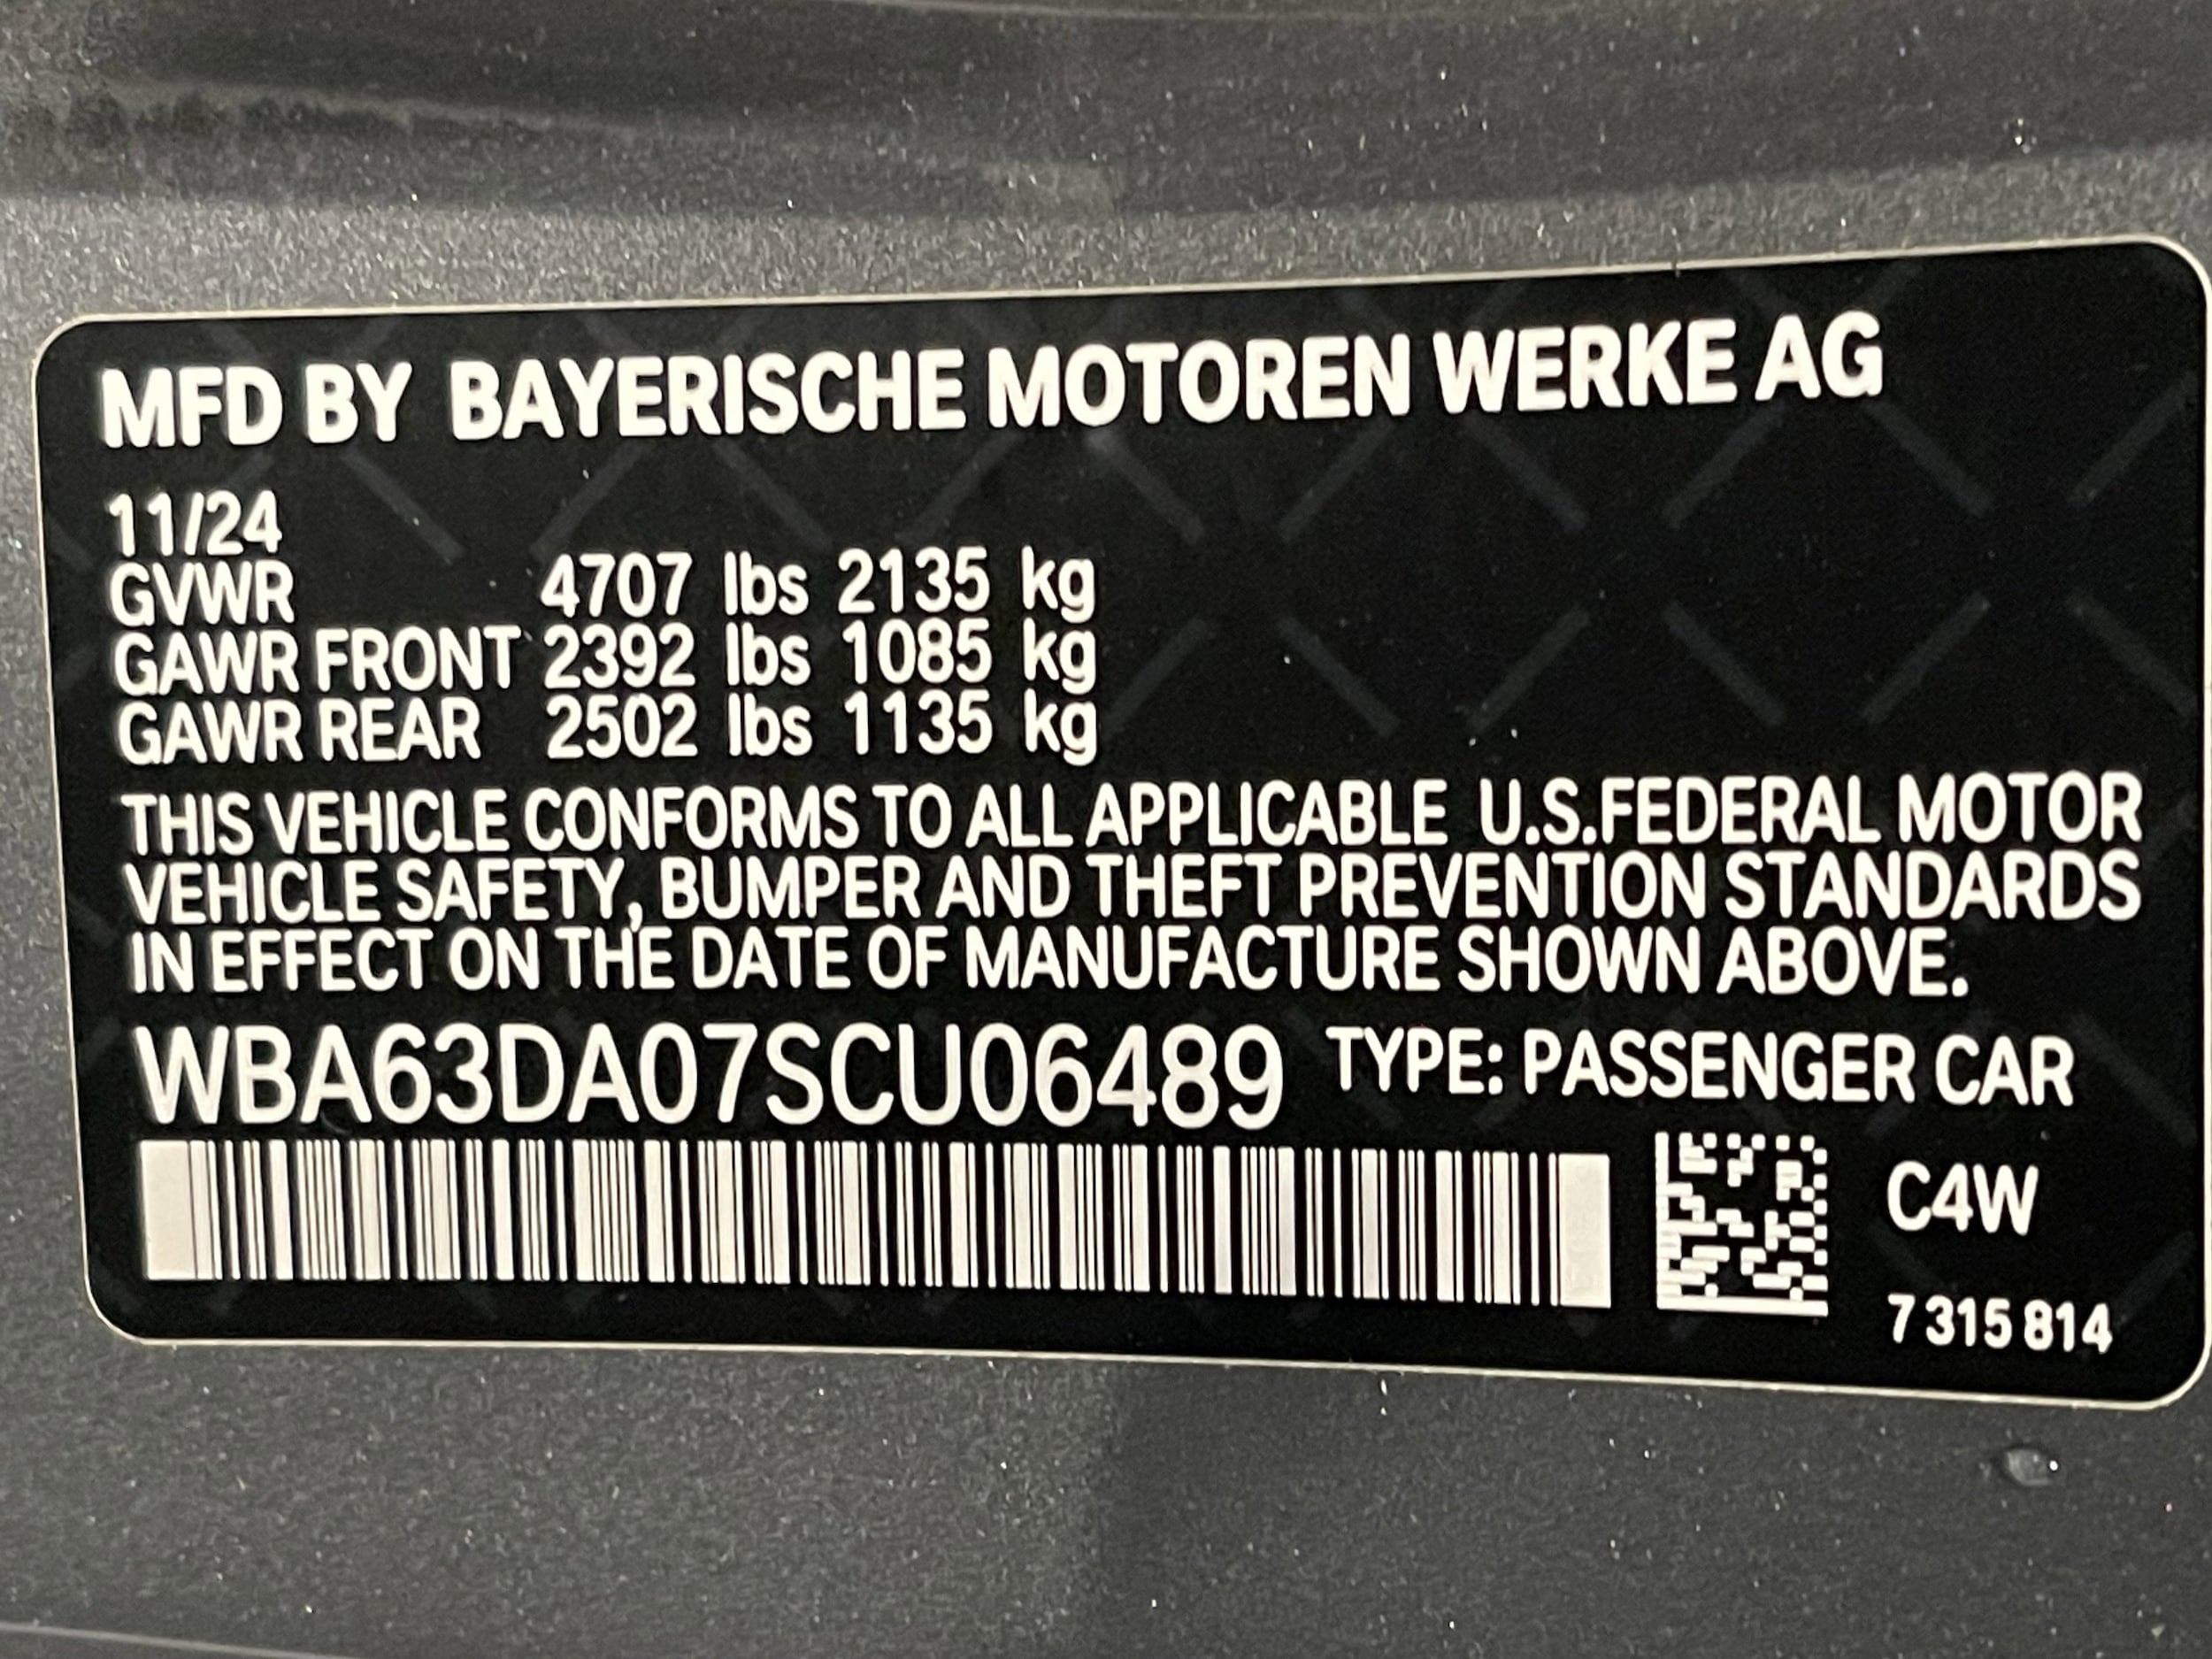 MFD BY BAYERISCHE MOTOREN WERKE AG
11/24
GVWR 4707 lbs 2135 kg
GAWR FRONT 2392 lbs 1085 kg
GAWR REAR 2502 lbs 1135 kg
THIS VEHICLE CONFORMS TO ALL APPLICABLE U.S.FEDERAL MOTOR
VEHICLE SAFETY, BUMPER AND THEFT PREVENTION STANDARDS
IN EFFECT ON THE DATE OF MANUFACTURE SHOWN ABOVE.
WBA63DA07SCU06489 TYPE: PASSENGER CAR
C4W
7 315 814